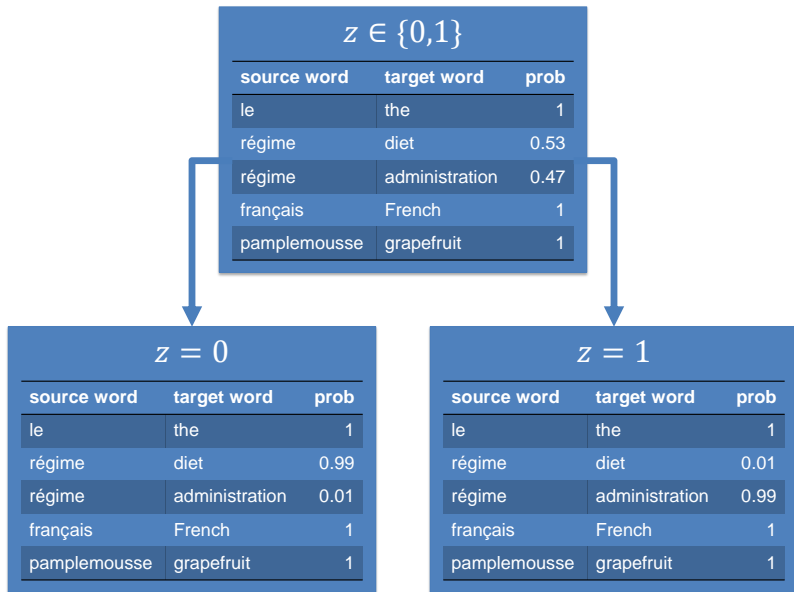 z ∈ {0,1}
source word target word prob
le the 1
régime diet 0.53
régime administration 0.47
français French 1
pamplemousse grapefruit 1
z = 0
source word target word prob
le the 1
régime diet 0.99
régime administration 0.01
français French 1
pamplemousse grapefruit 1
z = 1
source word target word prob
le the 1
régime diet 0.01
régime administration 0.99
français French 1
pamplemousse grapefruit 1